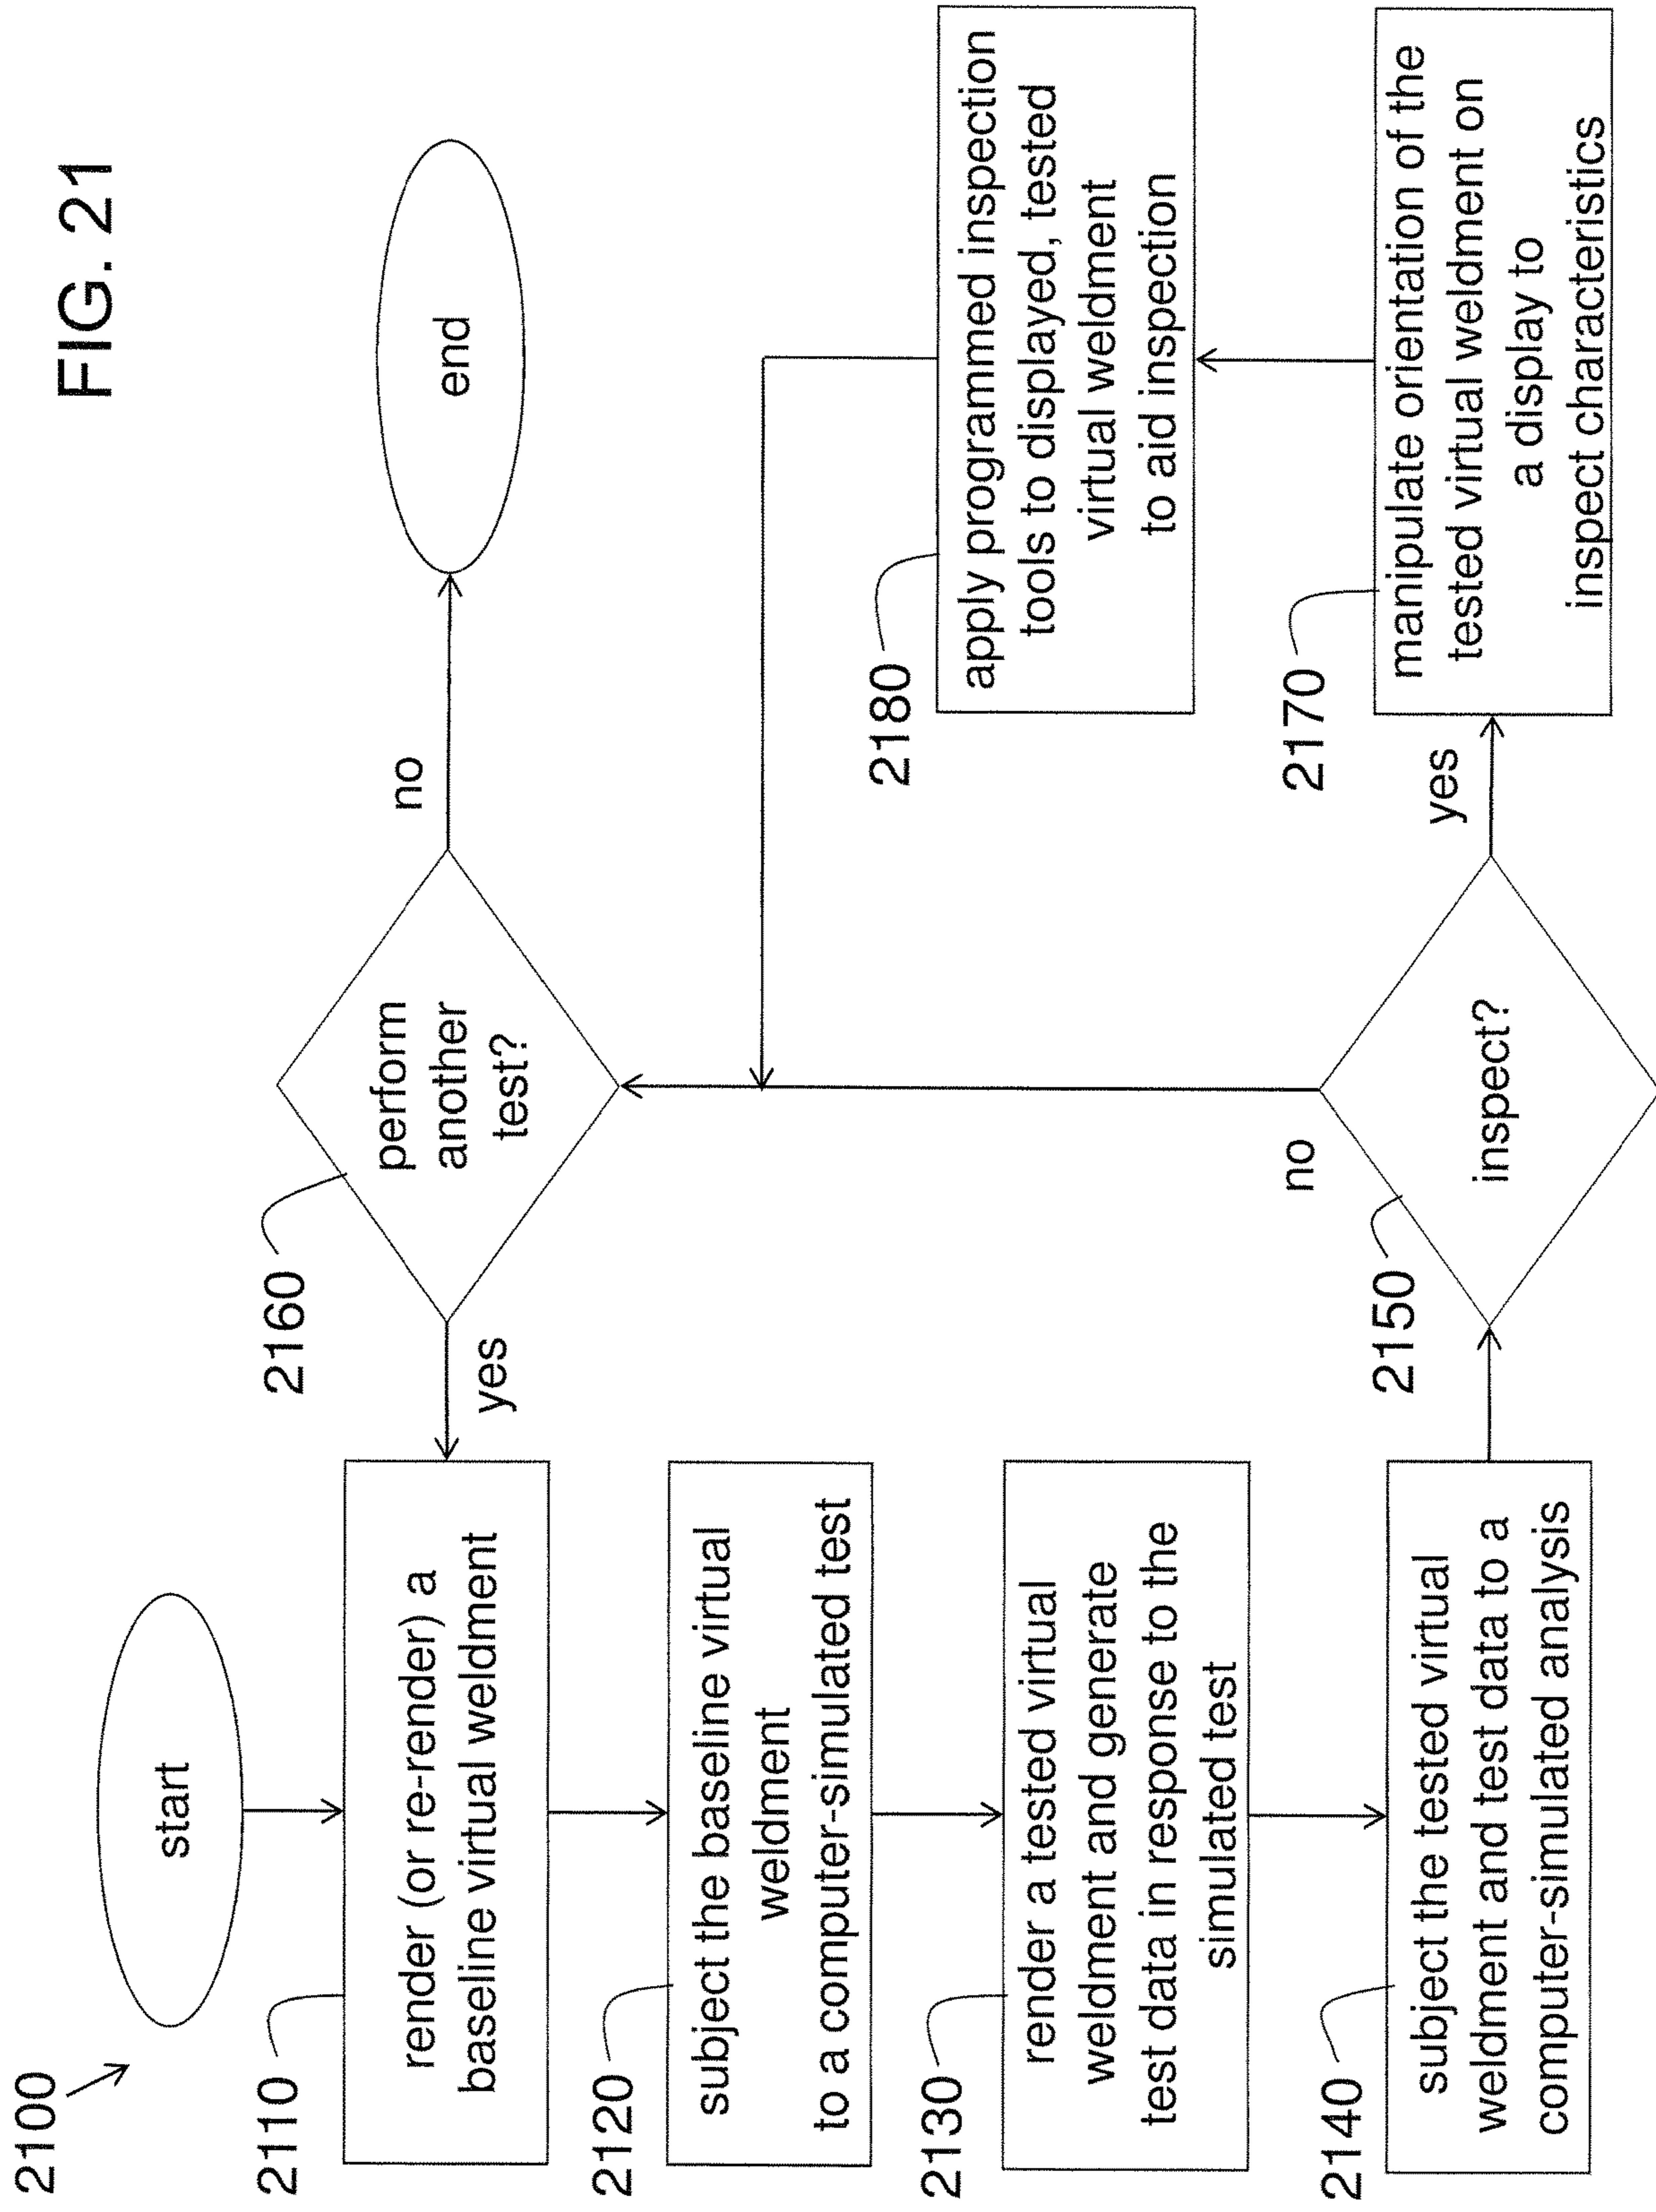 FIG. 21
2100
start
2110
render (or re-render) a
baseline virtual weldment
2120
subject the baseline virtual
weldment
to a computer-simulated test
2130
render a tested virtual
weldment and generate
test data in response to the
simulated test
2140
subject the tested virtual
weldment and test data to a
computer-simulated analysis
2150
inspect?
no
yes
2160
perform
another
test?
yes
no
end
2170
manipulate orientation of the
tested virtual weldment on
a display to
inspect characteristics
2180
apply programmed inspection
tools to displayed, tested
virtual weldment
to aid inspection